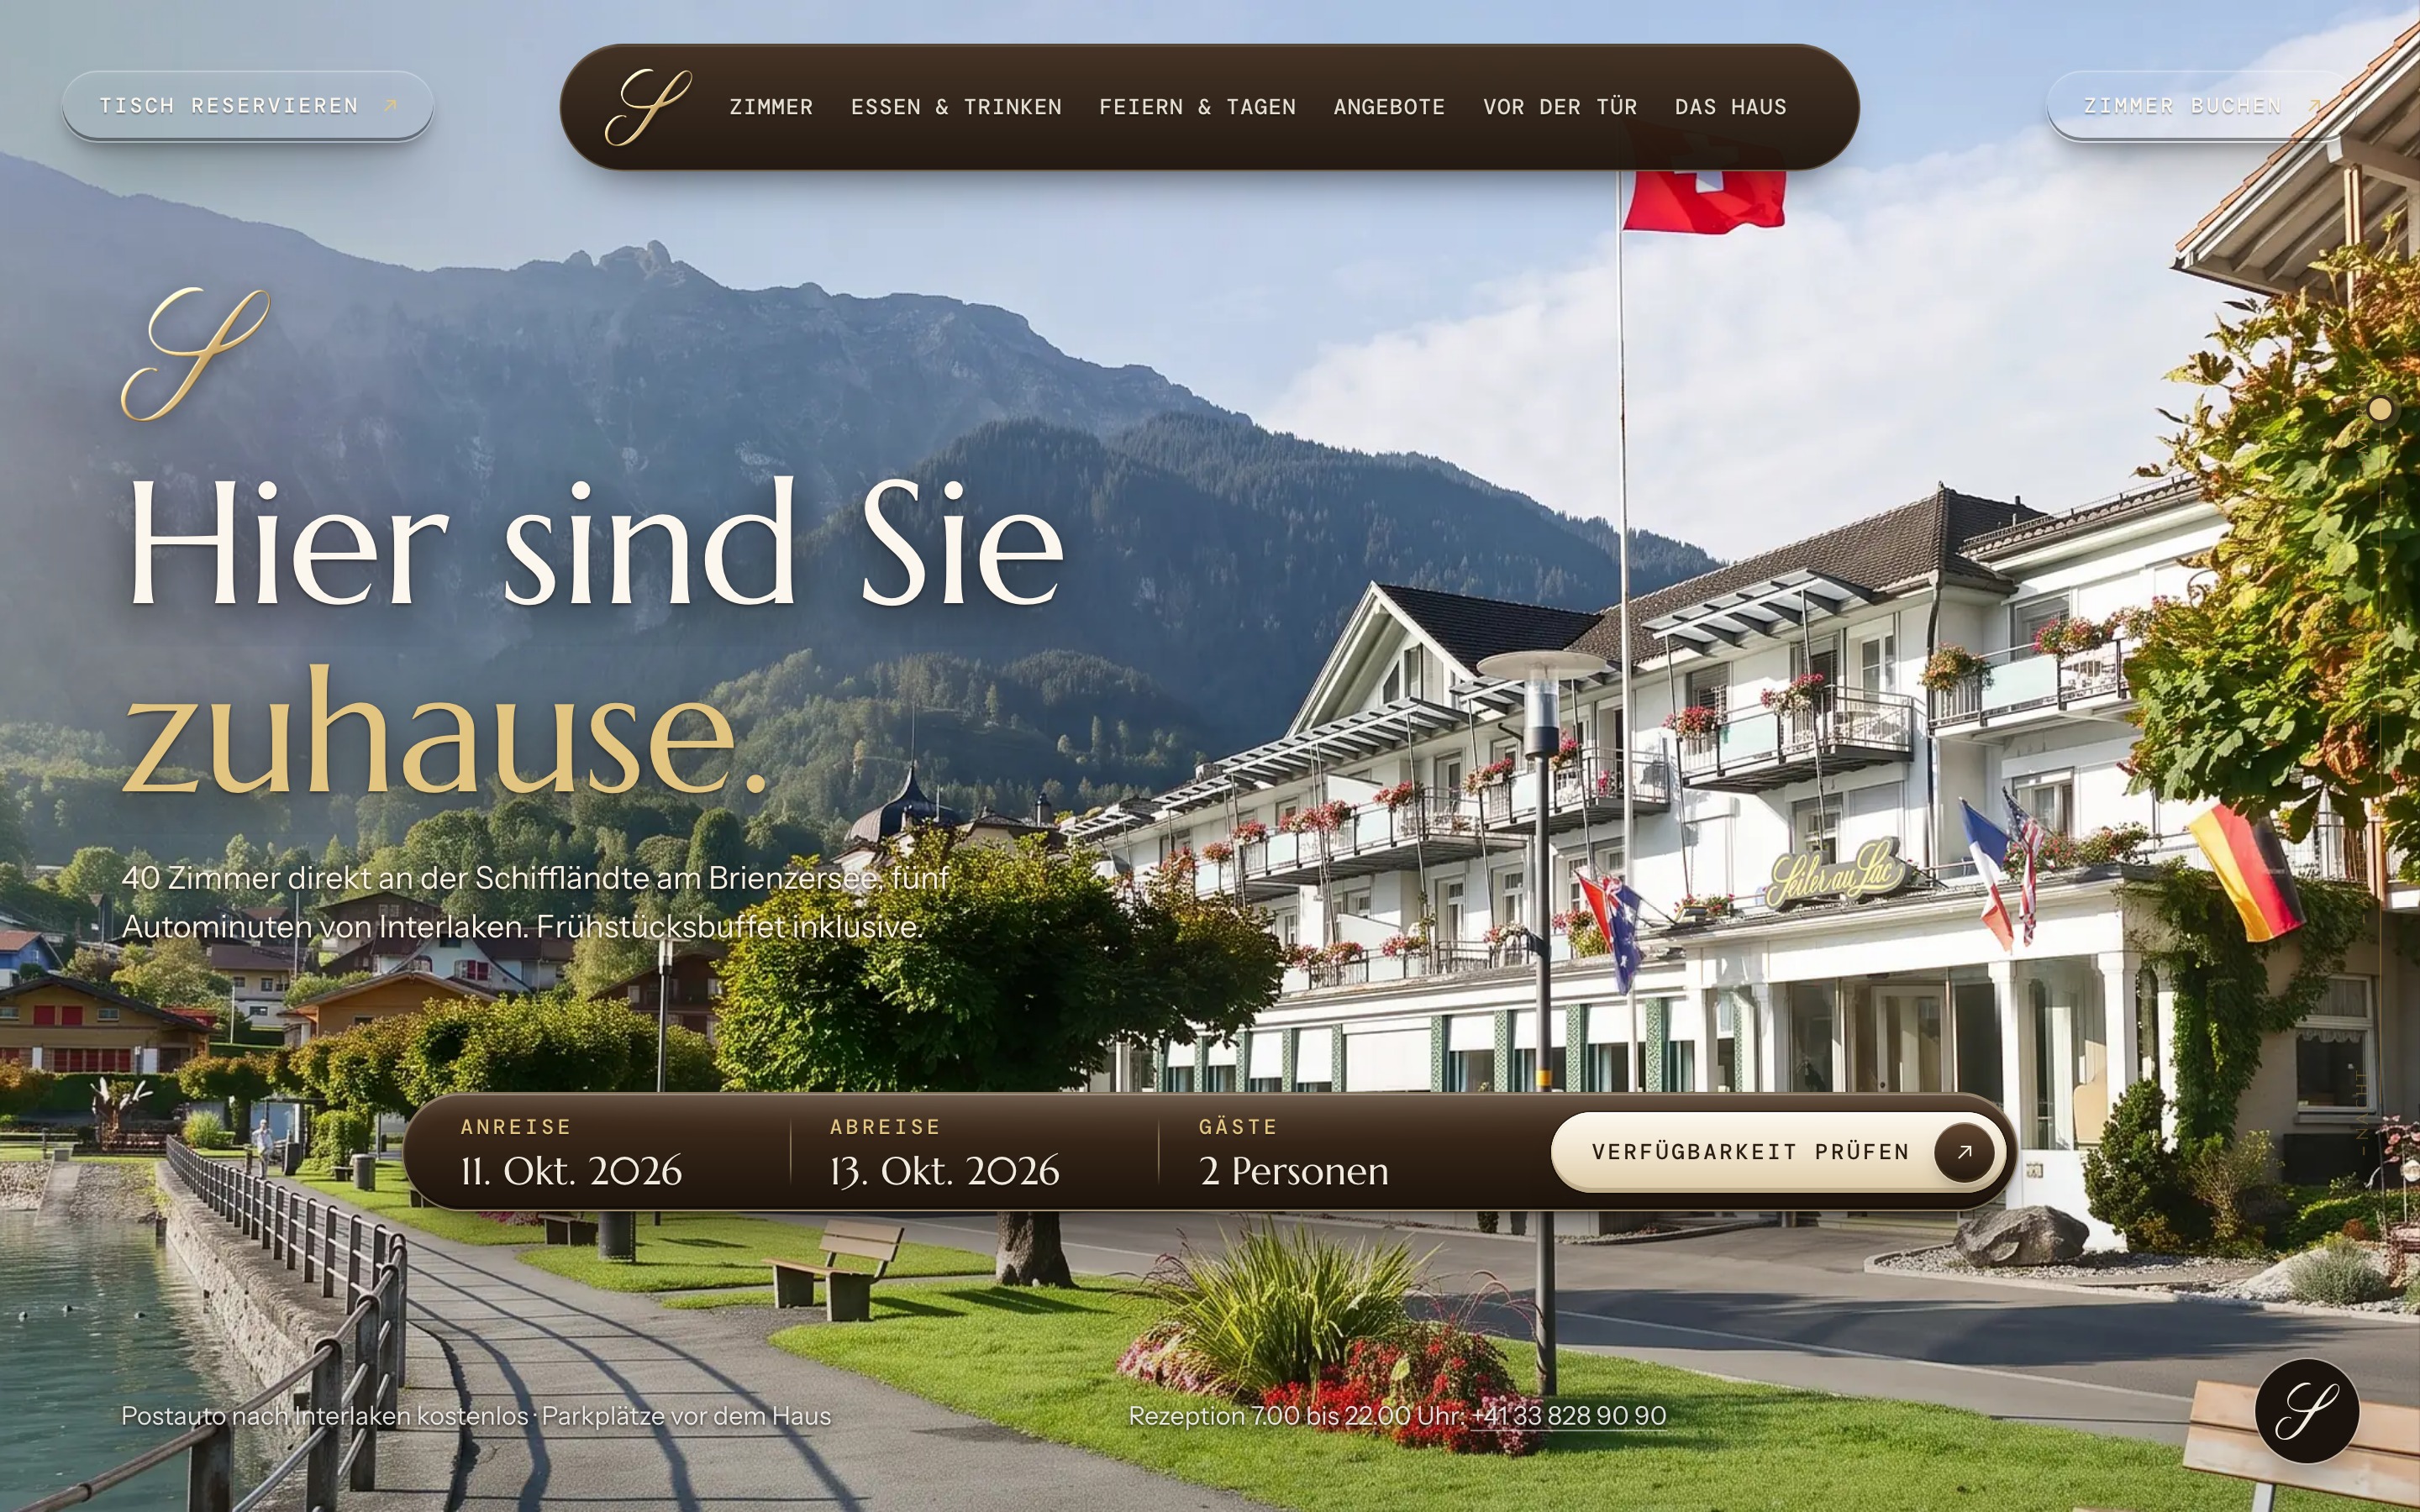 TISCH RESERVIEREN
ZIMMER
ESSEN & TRINKEN
FEIERN & TAGEN
ANGEBOTE
VOR DER TÜR
DAS HAUS
ZIMMER BUCHEN
Hier sind Sie
zuhause.
40 Zimmer direkt an der Schiffländte am Brienzersee, fünf
Autominuten von Interlaken. Frühstücksbuffet inklusive.
Seiler au Lac
ANREISE
11. Okt. 2026
ABREISE
13. Okt. 2026
GÄSTE
2 Personen
VERFÜGBARKEIT PRÜFEN
Postauto nach Interlaken kostenlos · Parkplätze vor dem Haus
Rezeption 7.00 bis 22.00 Uhr: +41 33 828 90 90